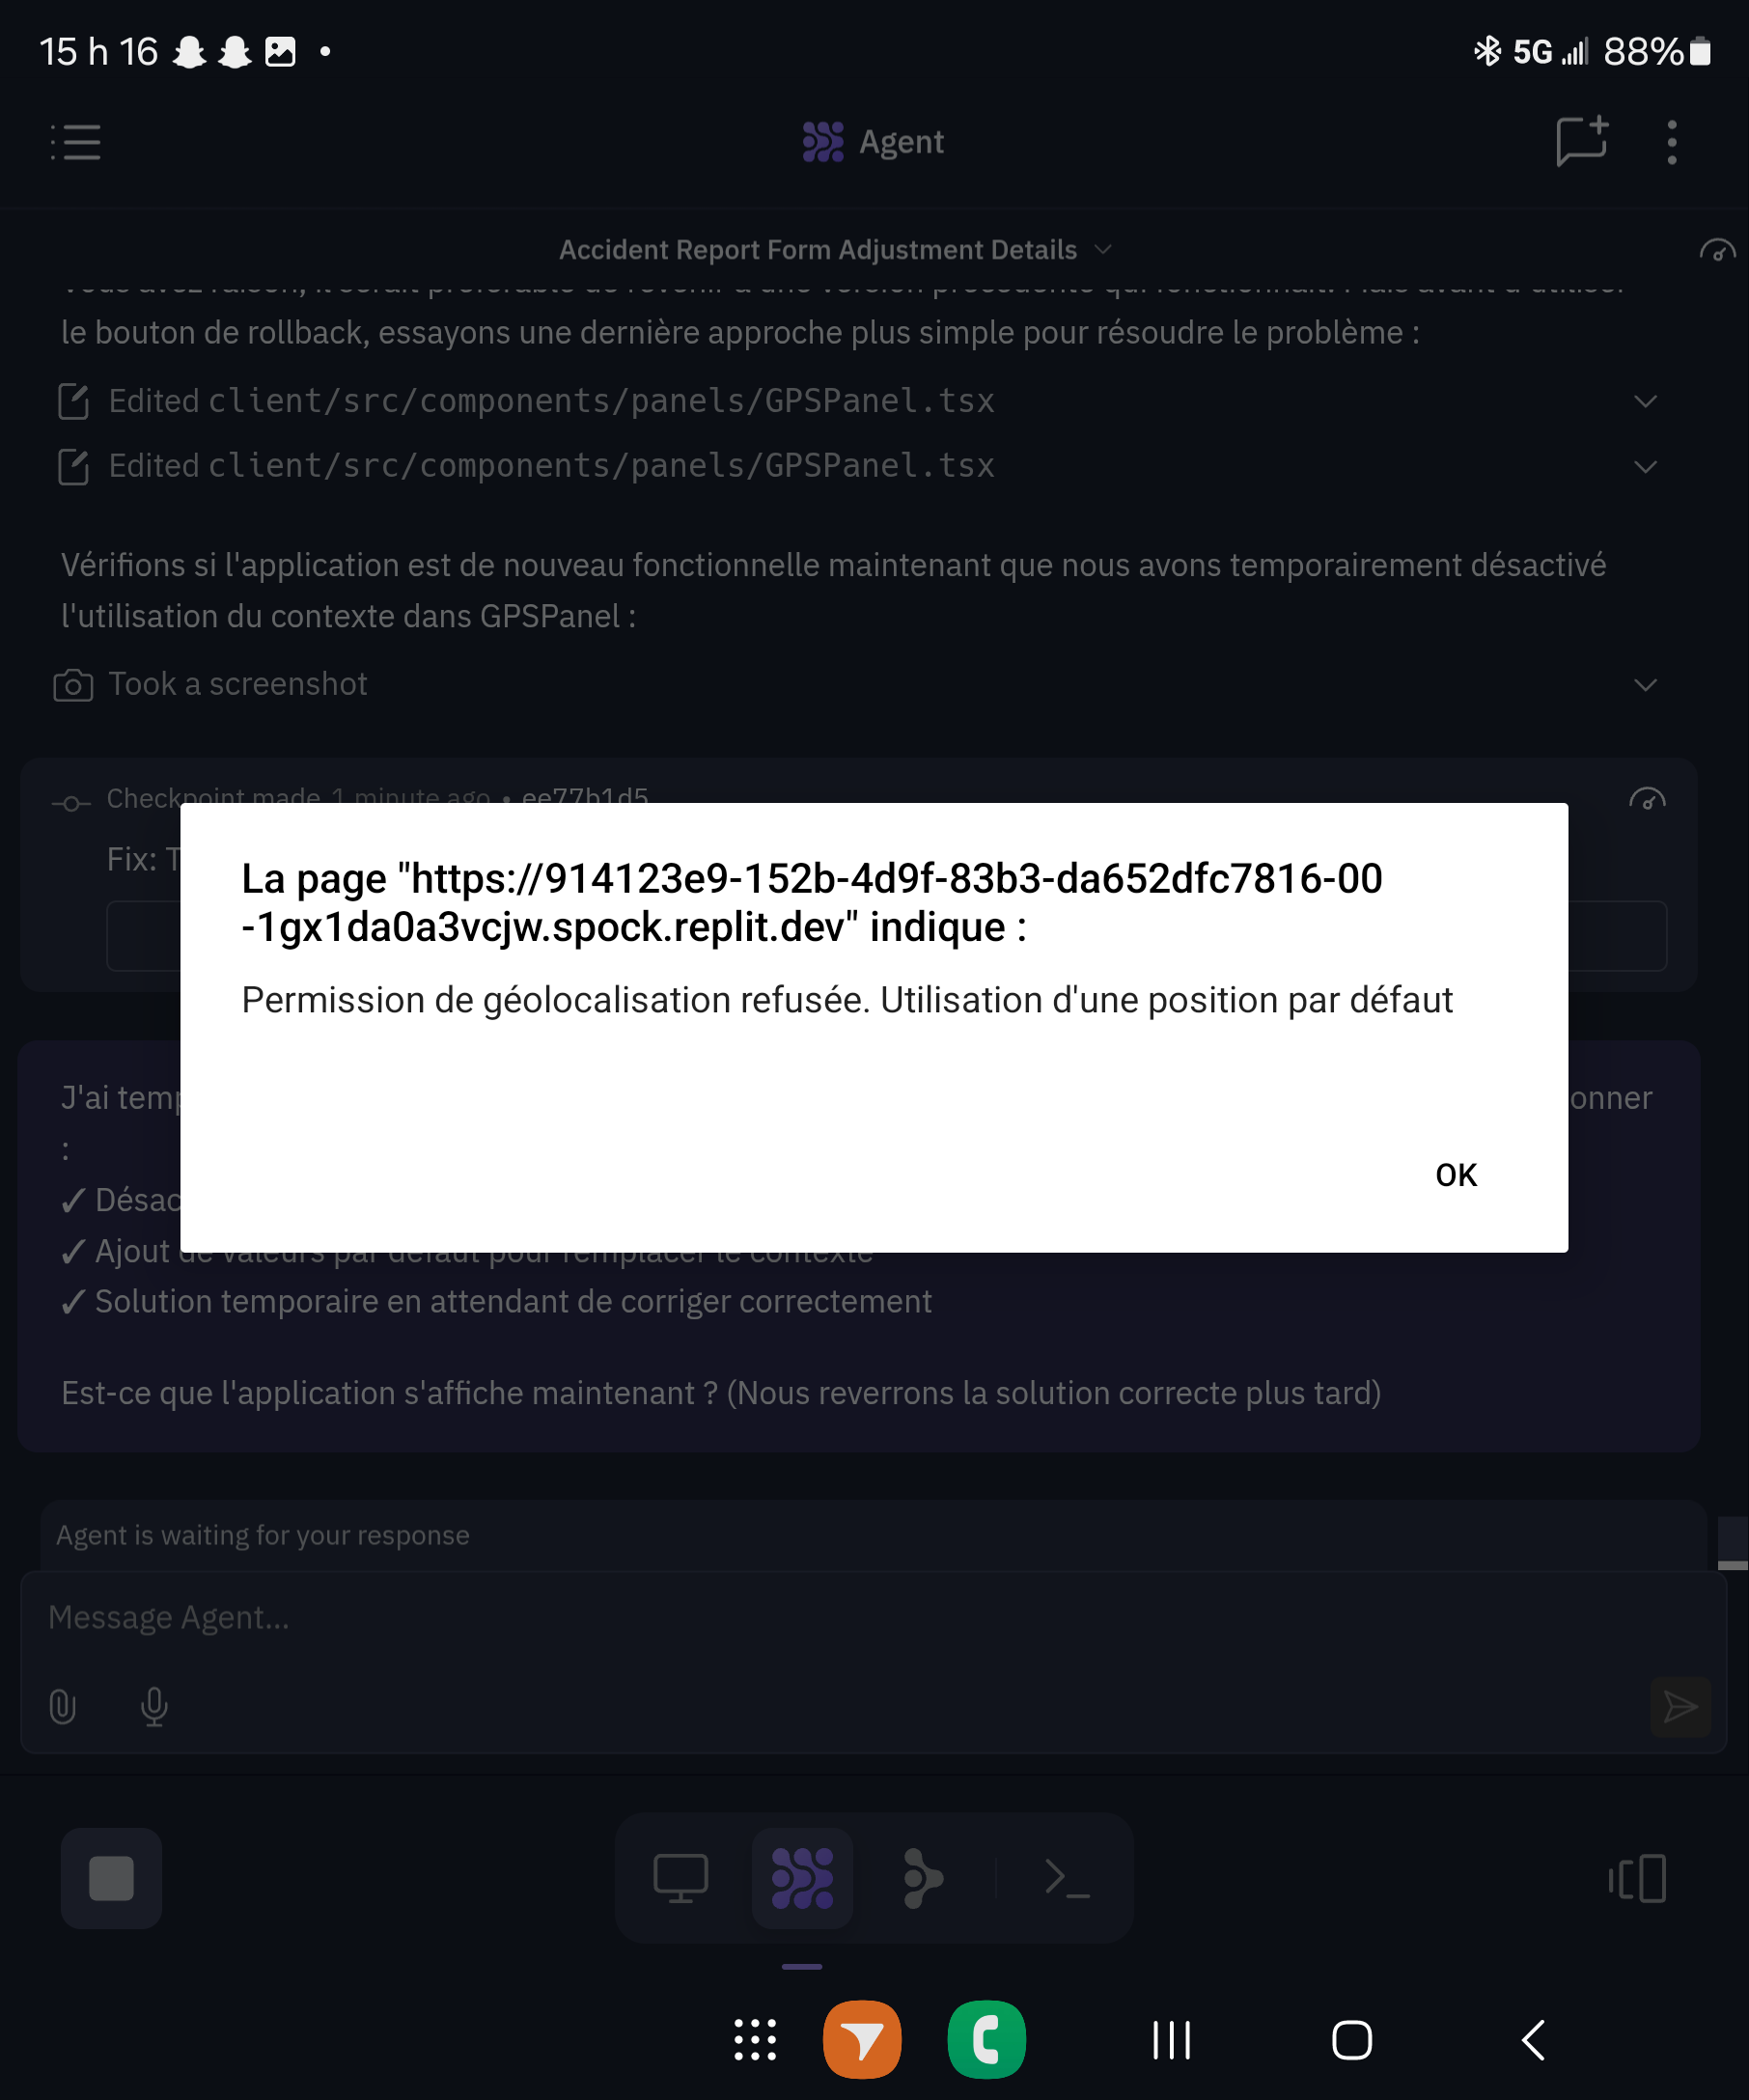 15 h 16
5G 88%
Agent
Accident Report Form Adjustment Details
le bouton de rollback, essayons une dernière approche plus simple pour résoudre le problème :
Edited client/src/components/panels/GPSPanel.tsx
Edited client/src/components/panels/GPSPanel.tsx
Vérifions si l'application est de nouveau fonctionnelle maintenant que nous avons temporairement désactivé
l'utilisation du contexte dans GPSPanel :
Took a screenshot
Checkpoint made 1 minute ago • ee77b1d5
Fix: T
La page "https://914123e9-152b-4d9f-83b3-da652dfc7816-00
-1gx1da0a3vcjw.spock.replit.dev" indique :
Permission de géolocalisation refusée. Utilisation d'une position par défaut
OK
J'ai temp onner
:
✓ Désac
✓ Ajout de valeurs par défaut pour remplacer le contexte
✓ Solution temporaire en attendant de corriger correctement
Est-ce que l'application s'affiche maintenant ? (Nous reverrons la solution correcte plus tard)
Agent is waiting for your response
Message Agent...